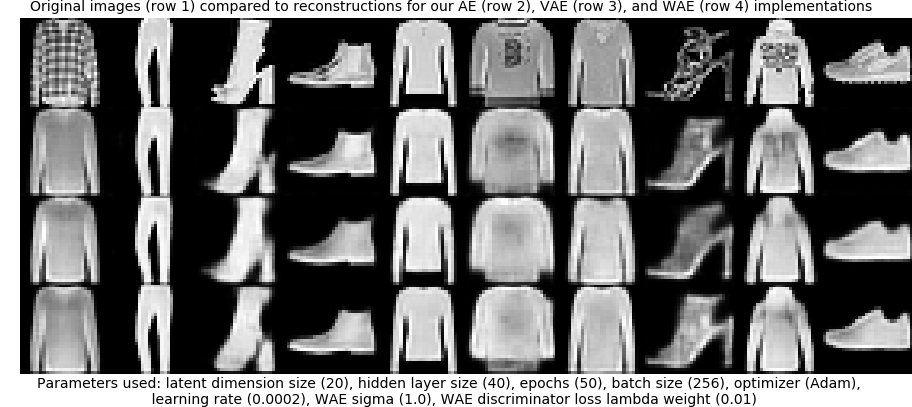 Original images (row 1) compared to reconstructions for our AE (row 2), VAE (row 3), and WAE (row 4) implementations
Parameters used: latent dimension size (20), hidden layer size (40), epochs (50), batch size (256), optimizer (Adam),
learning rate (0.0002), WAE sigma (1.0), WAE discriminator loss lambda weight (0.01)